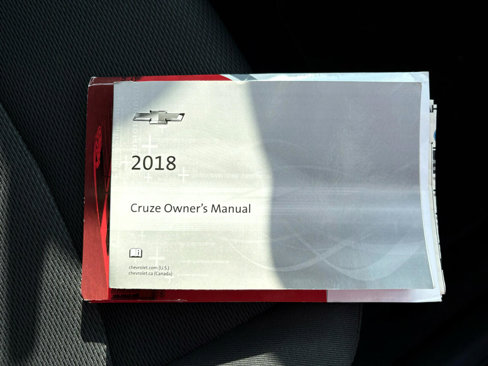 2018
Cruze Owner's Manual
chevrolet.com (U.S.)
chevrolet.ca (Canada)